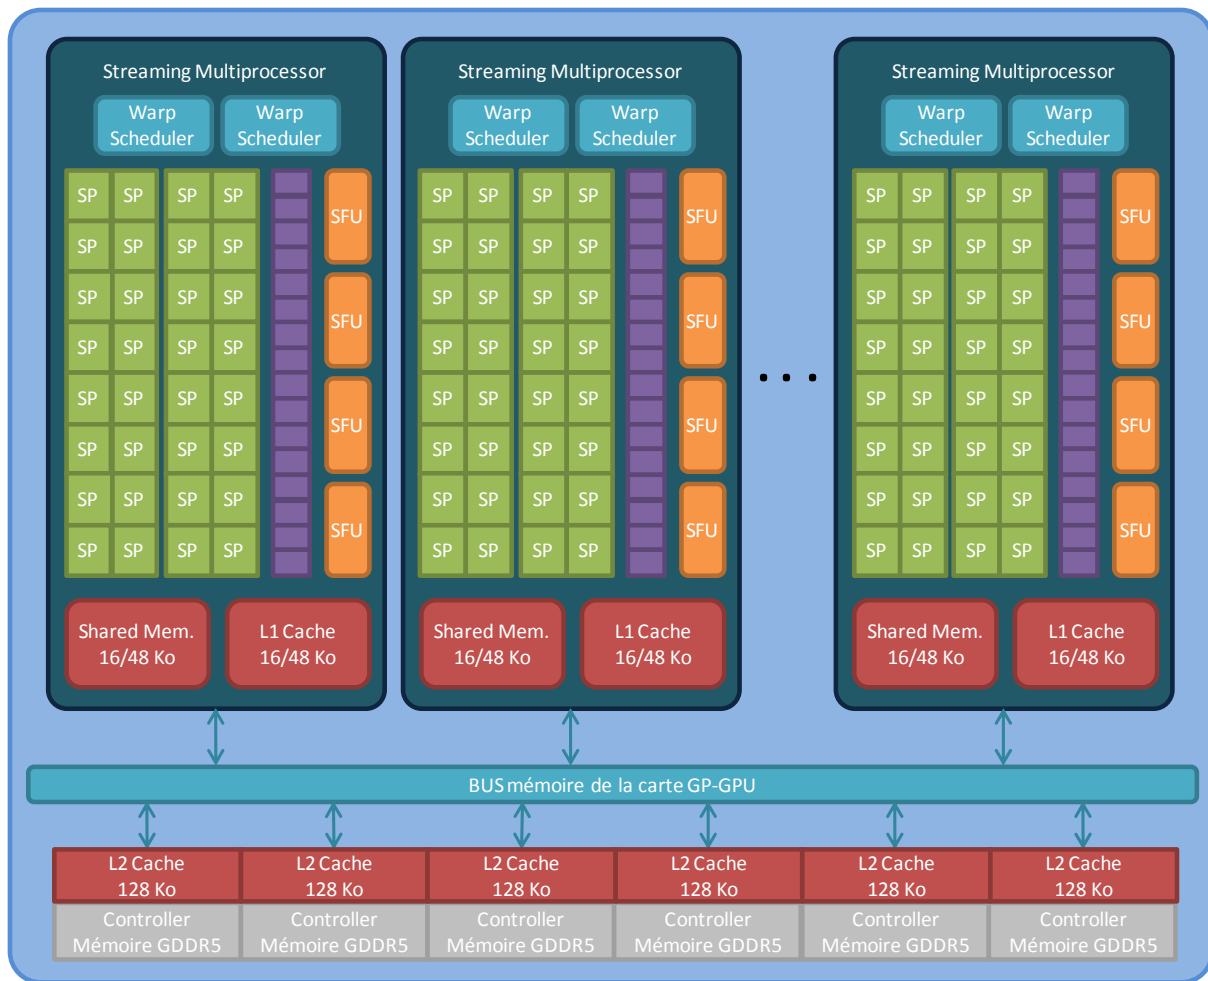 Streaming Multiprocessor
Warp
Scheduler
Warp
Scheduler
SP SP SP SP
SP SP SP SP
SP SP SP SP
SP SP SP SP
SP SP SP SP
SP SP SP SP
SP SP SP SP
SP SP SP SP
SFU
SFU
SFU
SFU
Shared Mem.
16/48 Ko
L1 Cache
16/48 Ko
Streaming Multiprocessor
Warp
Scheduler
Warp
Scheduler
SP SP SP SP
SP SP SP SP
SP SP SP SP
SP SP SP SP
SP SP SP SP
SP SP SP SP
SP SP SP SP
SP SP SP SP
SFU
SFU
SFU
SFU
Shared Mem.
16/48 Ko
L1 Cache
16/48 Ko
. . .
Streaming Multiprocessor
Warp
Scheduler
Warp
Scheduler
SP SP SP SP
SP SP SP SP
SP SP SP SP
SP SP SP SP
SP SP SP SP
SP SP SP SP
SP SP SP SP
SP SP SP SP
SFU
SFU
SFU
SFU
Shared Mem.
16/48 Ko
L1 Cache
16/48 Ko
BUS mémoire de la carte GP-GPU
L2 Cache
128 Ko
L2 Cache
128 Ko
L2 Cache
128 Ko
L2 Cache
128 Ko
L2 Cache
128 Ko
L2 Cache
128 Ko
Controller
Mémoire GDDR5
Controller
Mémoire GDDR5
Controller
Mémoire GDDR5
Controller
Mémoire GDDR5
Controller
Mémoire GDDR5
Controller
Mémoire GDDR5